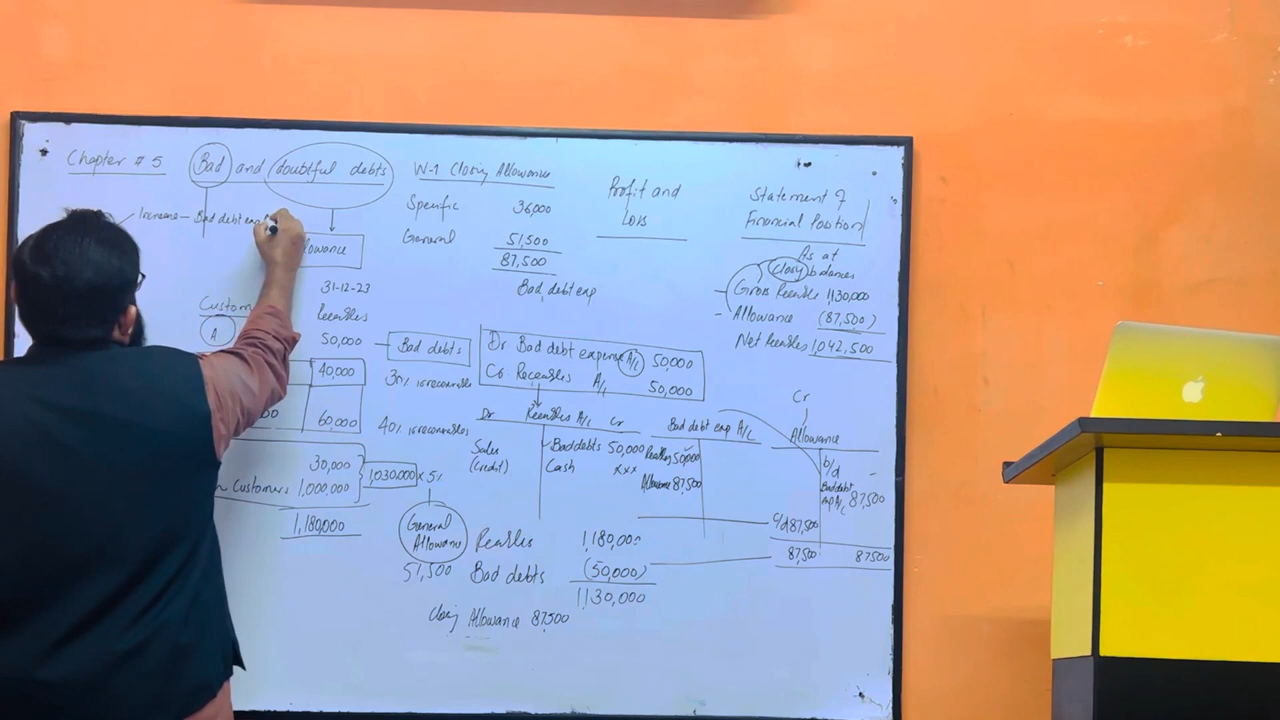 Chapter # 5
Bad and doubtful debts
Increase - Bad debt exp
lowance
31-12-23
Custom
Receivables
A
50,000 - Bad debts
40,000
30% irrecoverable
60,000
40% irrecoverable
30,000
Customers 1,000,000
1,030,000 x 5%
1,180,000
General
Allowance
51,500
W-1 Closing Allowance
Specific 36,000
General 51,500
87,500
Bad debt exp
Profit and
Loss
Statement of
Financial Position
As at
Closing balances
Gross Receivable 1,130,000
Allowance (87,500)
Net Receivables 1,042,500
Dr Bad debt expense A/c 50,000
Cr. Receivables A/c 50,000
Dr Receivables A/c Cr
Sales
(Credit)
Bad debts 50,000
Cash xxx
Bad debt exp A/c
Receivables 50,000
Allowance 87,500
Cr
Allowance
b/d -
Bad debt
exp A/c 87,500
c/d 87,500
87,500 87500
Receivables 1,180,000
Bad debts (50,000)
1,130,000
Closing Allowance 87,500